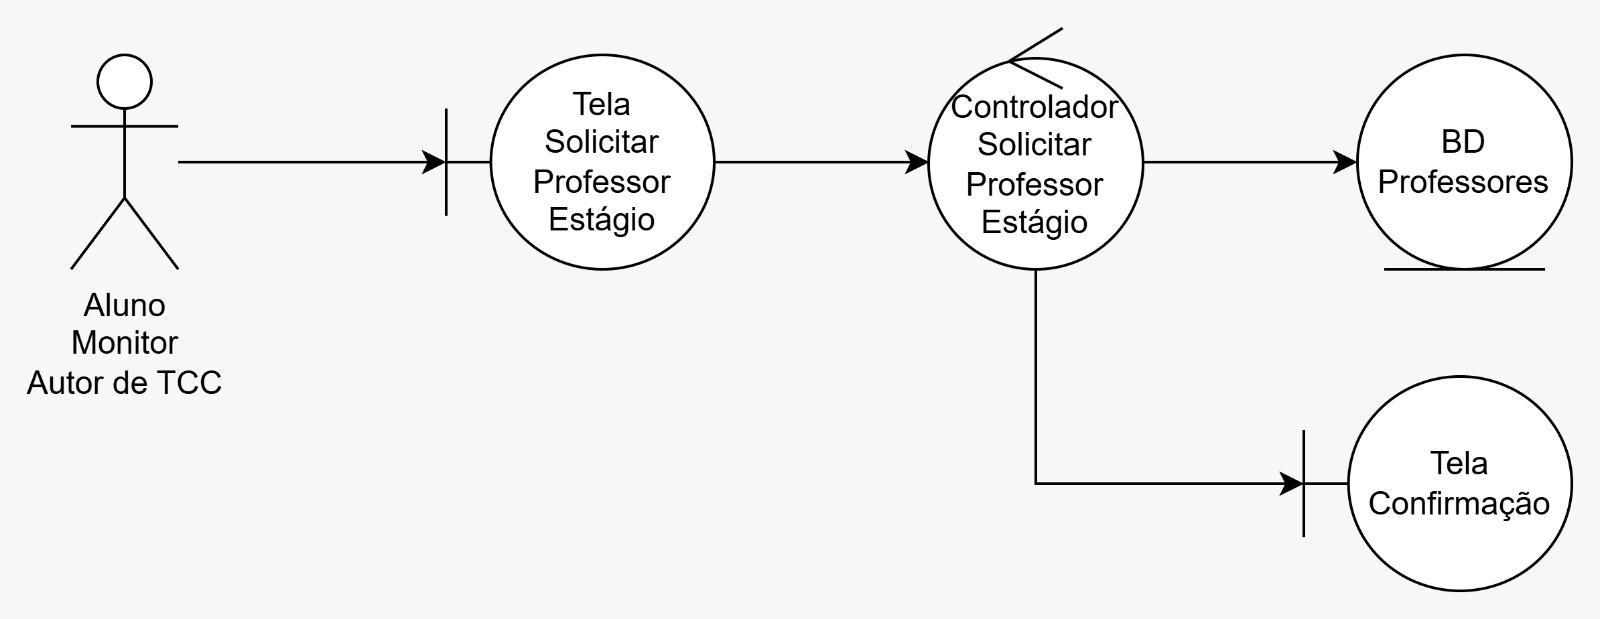 Aluno
Monitor
Autor de TCC
Tela
Solicitar
Professor
Estágio
Controlador
Solicitar
Professor
Estágio
BD
Professores
Tela
Confirmação